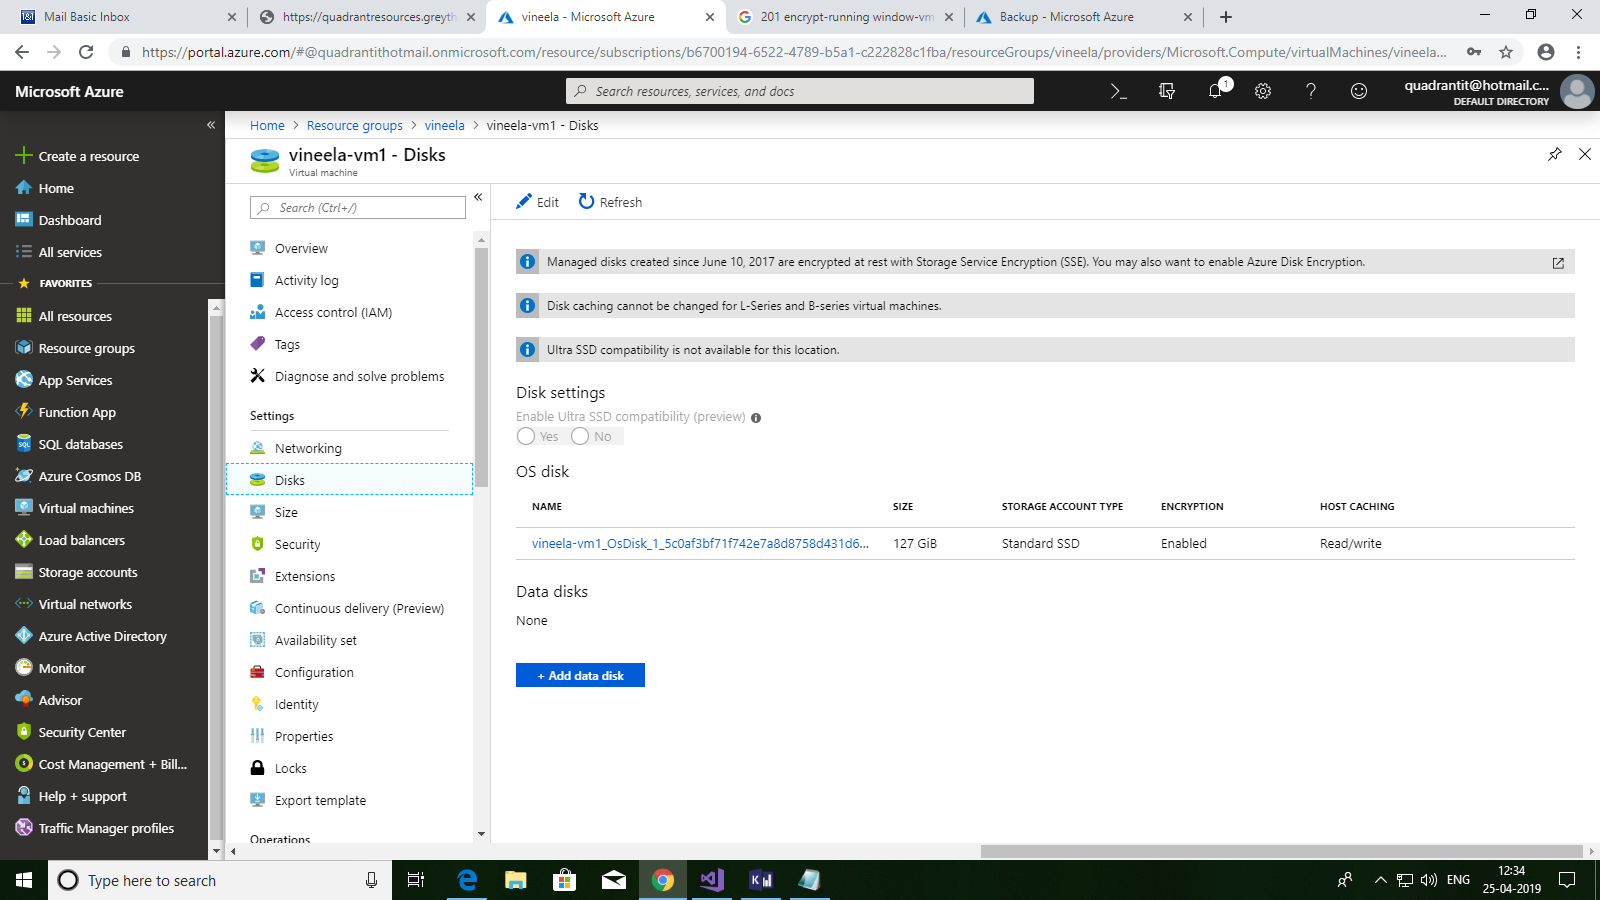 Mail Basic Inbox
https://quadrantresources.greyth
vineela - Microsoft Azure
201 encrypt-running window-vm
Backup - Microsoft Azure
https://portal.azure.com/#@quadrantithotmail.onmicrosoft.com/resource/subscriptions/b6700194-6522-4789-b5a1-c222828c1fba/resourceGroups/vineela/providers/Microsoft.Compute/virtualMachines/vineela...
Microsoft Azure
Search resources, services, and docs
1
quadrantit@hotmail.c...
DEFAULT DIRECTORY
Create a resource
Home
Dashboard
All services
FAVORITES
All resources
Resource groups
App Services
Function App
SQL databases
Azure Cosmos DB
Virtual machines
Load balancers
Storage accounts
Virtual networks
Azure Active Directory
Monitor
Advisor
Security Center
Cost Management + Bill...
Help + support
Traffic Manager profiles
Home > Resource groups > vineela > vineela-vm1 - Disks
vineela-vm1 - Disks
Virtual machine
Search (Ctrl+/)
Overview
Activity log
Access control (IAM)
Tags
Diagnose and solve problems
Settings
Networking
Disks
Size
Security
Extensions
Continuous delivery (Preview)
Availability set
Configuration
Identity
Properties
Locks
Export template
Operations
Edit
Refresh
Managed disks created since June 10, 2017 are encrypted at rest with Storage Service Encryption (SSE). You may also want to enable Azure Disk Encryption.
Disk caching cannot be changed for L-Series and B-series virtual machines.
Ultra SSD compatibility is not available for this location.
Disk settings
Enable Ultra SSD compatibility (preview)
Yes No
OS disk
NAME SIZE STORAGE ACCOUNT TYPE ENCRYPTION HOST CACHING
vineela-vm1_OsDisk_1_5c0af3bf71f742e7a8d8758d431d6... 127 GiB Standard SSD Enabled Read/write
Data disks
None
+ Add data disk
Type here to search
ENG
12:34
25-04-2019